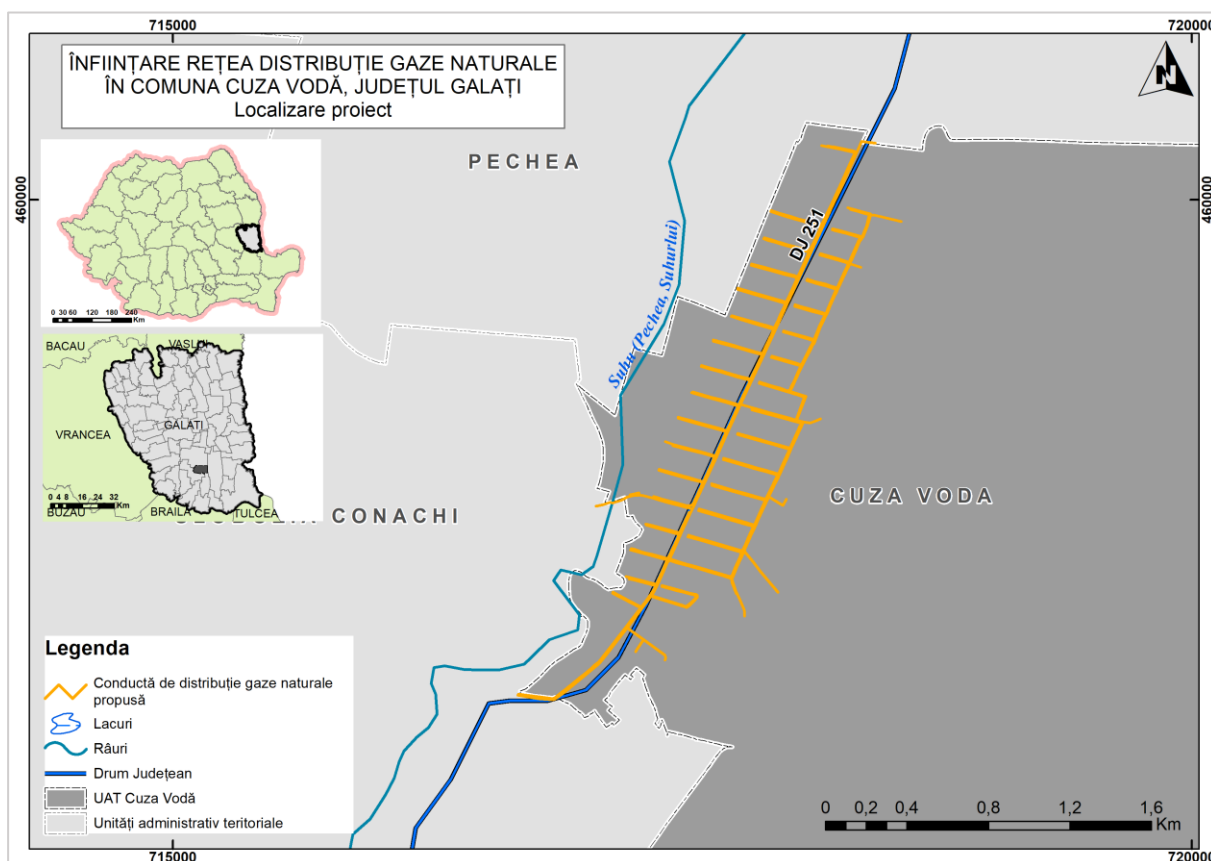 715000
720000
ÎNFIINȚARE REȚEA DISTRIBUȚIE GAZE NATURALE
ÎN COMUNA CUZA VODĂ, JUDEȚUL GALAȚI
Localizare proiect
N
PECHEA
460000
460000
DJ 251
Suhu (Pechea, Suhurlui)
0 30 60 120 180 240
Km
BACAU
VASLUI
VRANCEA
GALATI
0 4 8 16 24 32
Km
BUZAU
BRAILA
TULCEA
CONACHI
CUZA VODA
Legenda
Conductă de distribuție gaze naturale
propusă
Lacuri
Râuri
Drum Județean
UAT Cuza Vodă
Unități administrativ teritoriale
0 0,2 0,4 0,8 1,2 1,6
Km
715000
720000